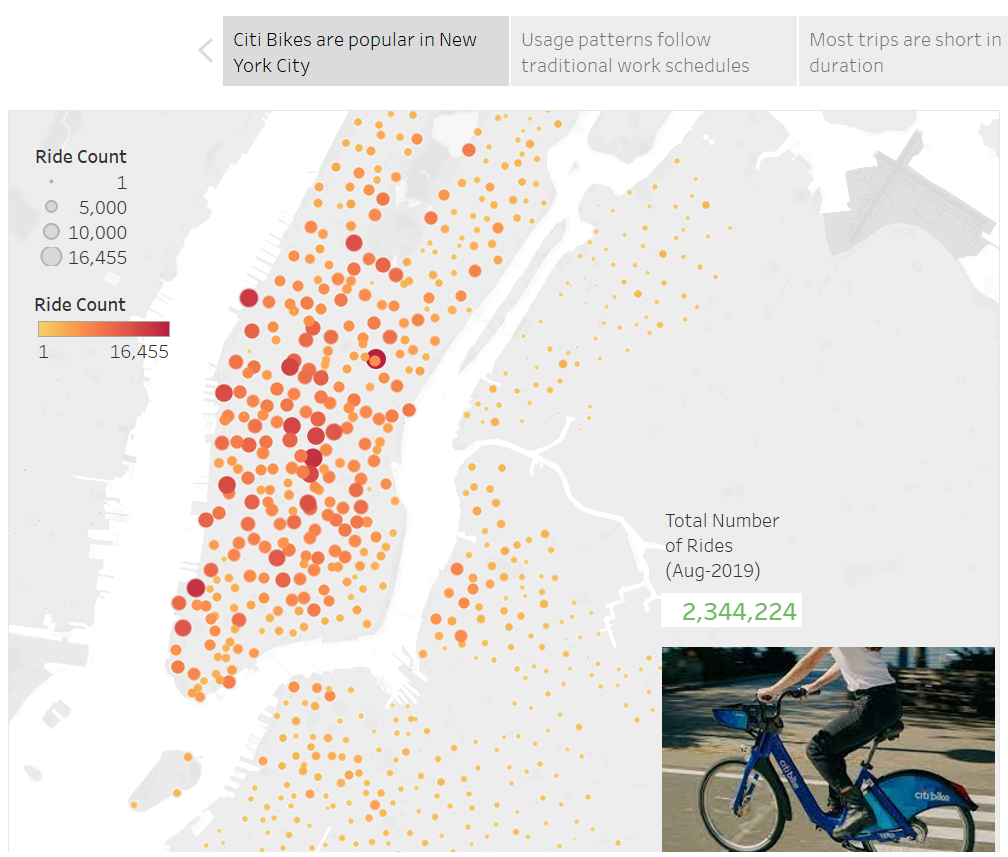 Citi Bikes are popular in New
York City
Usage patterns follow
traditional work schedules
Most trips are short in
duration
Ride Count
1
5,000
10,000
16,455
Ride Count
1 16,455
Total Number
of Rides
(Aug-2019)
2,344,224
citibike
citibike